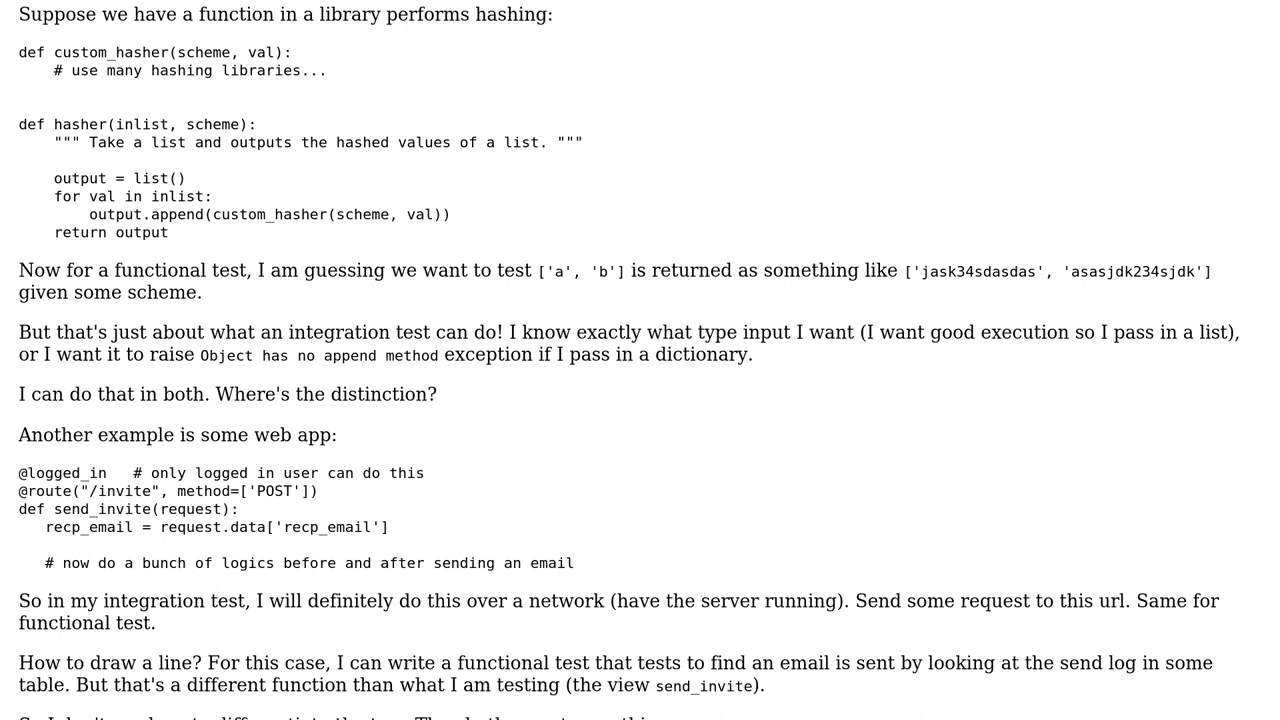 Suppose we have a function in a library performs hashing:
def custom_hasher(scheme, val):
    # use many hashing libraries...
def hasher(inlist, scheme):
    """ Take a list and outputs the hashed values of a list. """
    output = list()
    for val in inlist:
        output.append(custom_hasher(scheme, val))
    return output
Now for a functional test, I am guessing we want to test ['a', 'b'] is returned as something like ['jask34sdasdas', 'asasjdk234sjdk']
given some scheme.
But that's just about what an integration test can do! I know exactly what type input I want (I want good execution so I pass in a list),
or I want it to raise Object has no append method exception if I pass in a dictionary.
I can do that in both. Where's the distinction?
Another example is some web app:
@logged_in   # only logged in user can do this
@route("/invite", method=['POST'])
def send_invite(request):
   recp_email = request.data['recp_email']
   # now do a bunch of logics before and after sending an email
So in my integration test, I will definitely do this over a network (have the server running). Send some request to this url. Same for
functional test.
How to draw a line? For this case, I can write a functional test that tests to find an email is sent by looking at the send log in some
table. But that's a different function than what I am testing (the view send_invite).